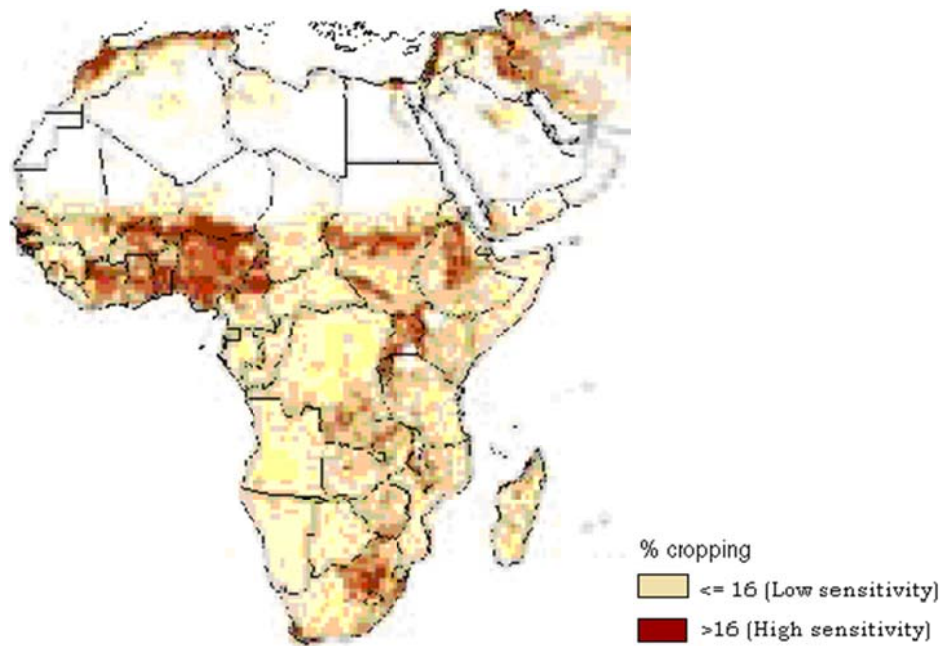 % cropping
<= 16 (Low sensitivity)
>16 (High sensitivity)